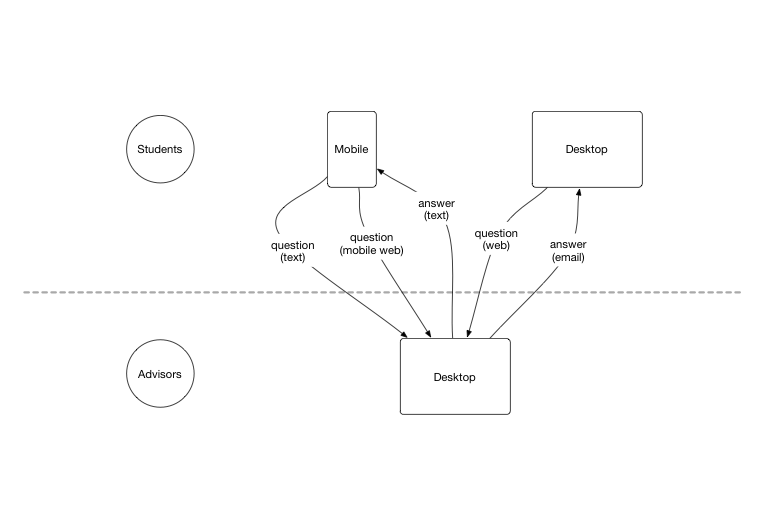 Students
Mobile
Desktop
answer
(text)
question
(text)
question
(mobile web)
question
(web)
answer
(email)
Advisors
Desktop